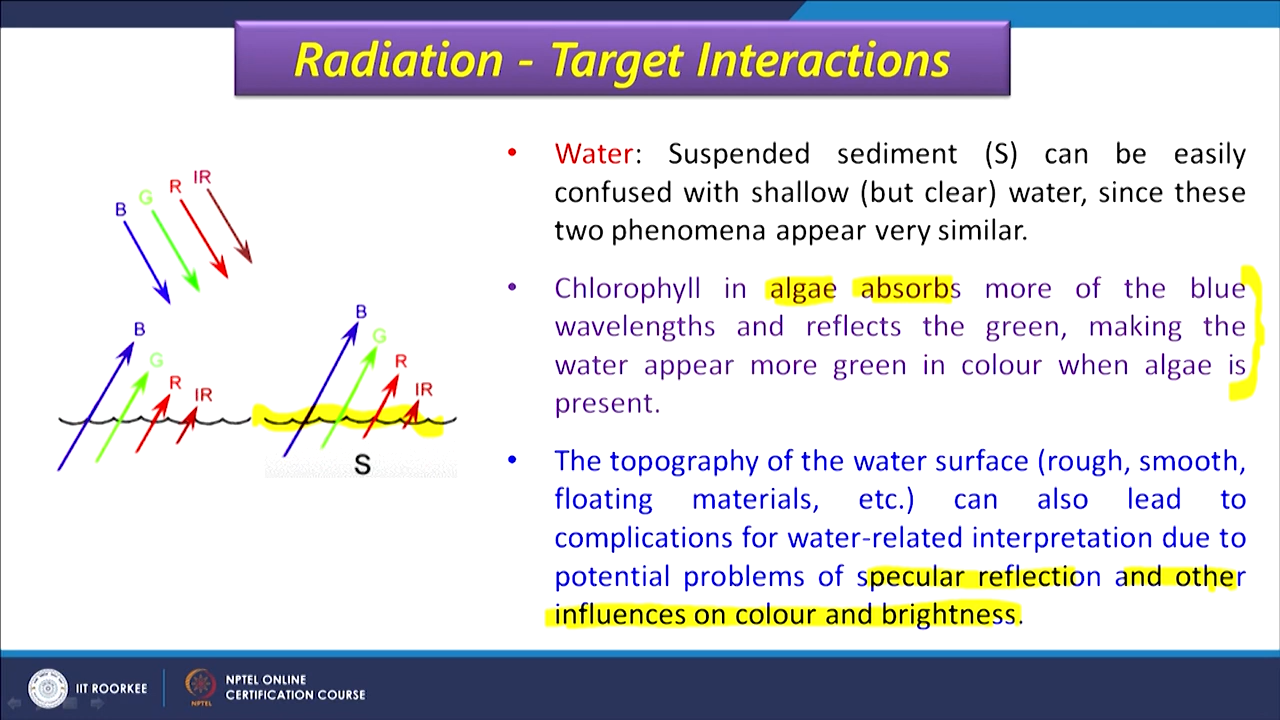 Radiation - Target Interactions
B
G
R
IR
B
G
R
IR
B
G
R
IR
S
• Water: Suspended sediment (S) can be easily
confused with shallow (but clear) water, since these
two phenomena appear very similar.
• Chlorophyll in algae absorbs more of the blue
wavelengths and reflects the green, making the
water appear more green in colour when algae is
present.
• The topography of the water surface (rough, smooth,
floating materials, etc.) can also lead to
complications for water-related interpretation due to
potential problems of specular reflection and other
influences on colour and brightness.
IIT ROORKEE
NPTEL
NPTEL ONLINE
CERTIFICATION COURSE